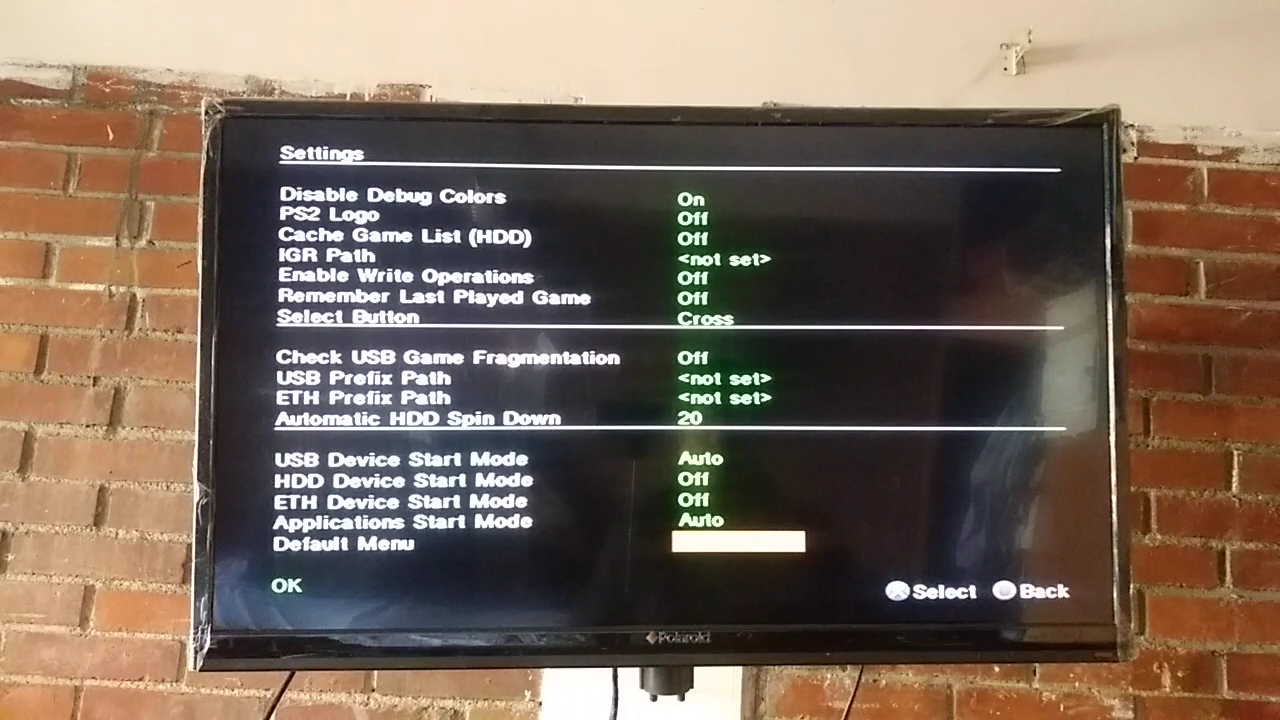 Settings
Disable Debug Colors On
PS2 Logo Off
Cache Game List (HDD) Off
IGR Path <not set>
Enable Write Operations Off
Remember Last Played Game Off
Select Button Cross
Check USB Game Fragmentation Off
USB Prefix Path <not set>
ETH Prefix Path <not set>
Automatic HDD Spin Down 20
USB Device Start Mode Auto
HDD Device Start Mode Off
ETH Device Start Mode Off
Applications Start Mode Auto
Default Menu
OK Select Back
Polaroid